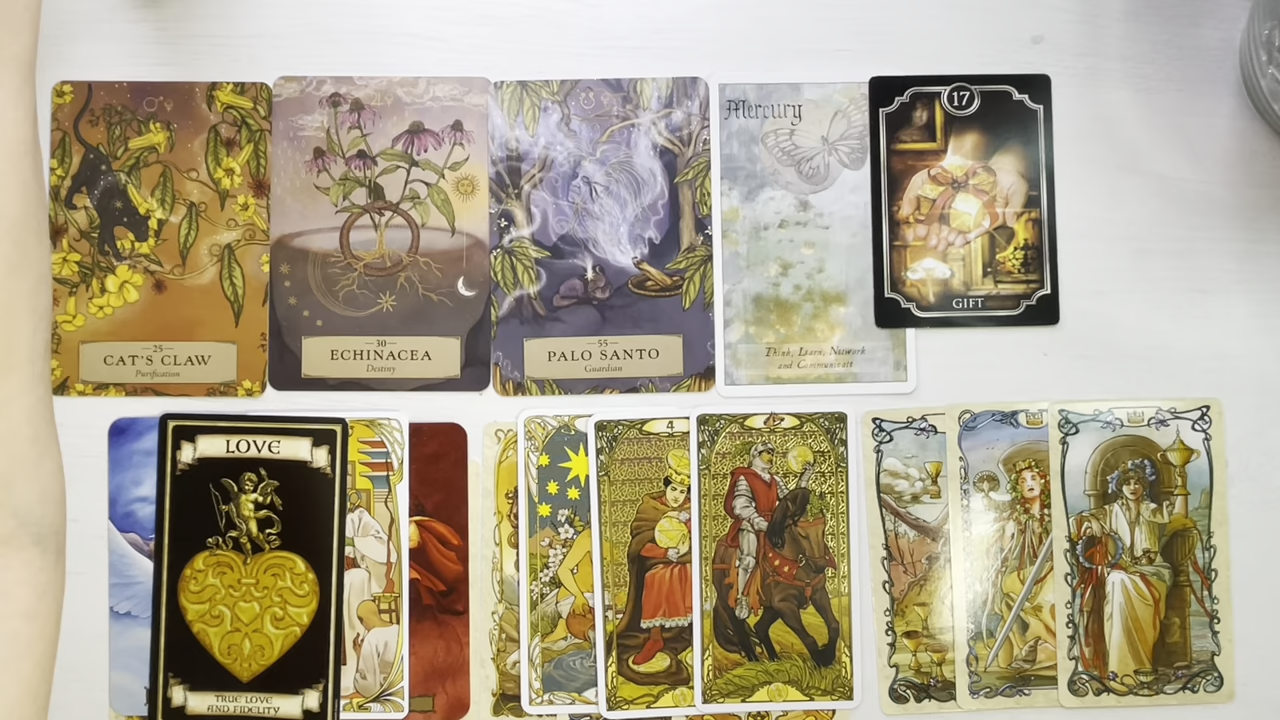 —25—
CAT'S CLAW
Purification
—30—
ECHINACEA
Destiny
—55—
PALO SANTO
Guardian
Mercury
Think, Learn, Network
and Communicate
17
GIFT
LOVE
TRUE LOVE
AND FIDELITY
4